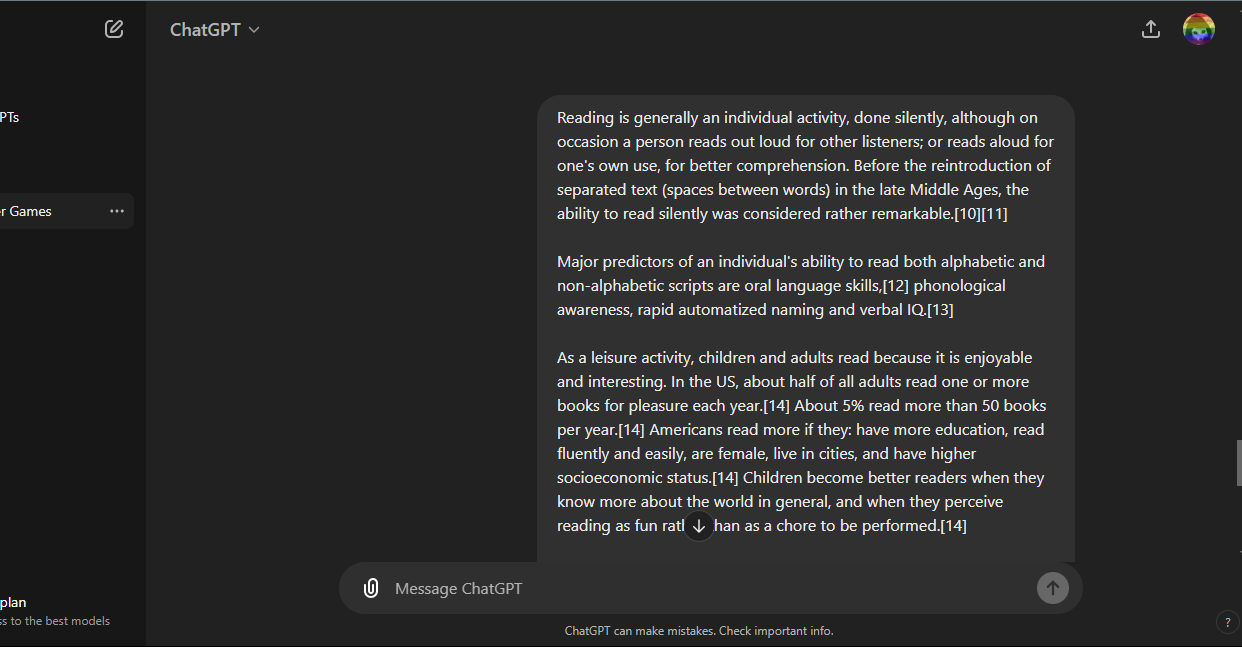 ChatGPT
PTs
r Games
Reading is generally an individual activity, done silently, although on
occasion a person reads out loud for other listeners; or reads aloud for
one's own use, for better comprehension. Before the reintroduction of
separated text (spaces between words) in the late Middle Ages, the
ability to read silently was considered rather remarkable.[10][11]
Major predictors of an individual's ability to read both alphabetic and
non-alphabetic scripts are oral language skills,[12] phonological
awareness, rapid automatized naming and verbal IQ.[13]
As a leisure activity, children and adults read because it is enjoyable
and interesting. In the US, about half of all adults read one or more
books for pleasure each year.[14] About 5% read more than 50 books
per year.[14] Americans read more if they: have more education, read
fluently and easily, are female, live in cities, and have higher
socioeconomic status.[14] Children become better readers when they
know more about the world in general, and when they perceive
reading as fun rat han as a chore to be performed.[14]
Message ChatGPT
plan
ss to the best models
ChatGPT can make mistakes. Check important info.
?